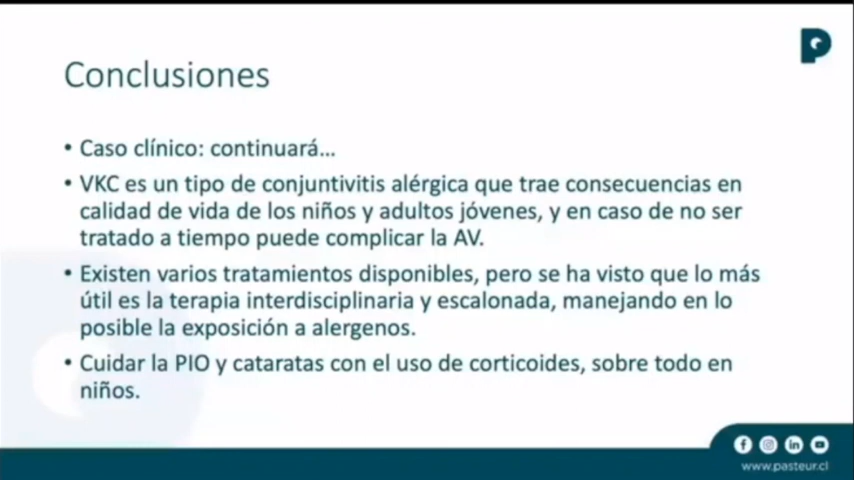 Conclusiones
• Caso clínico: continuará...
• VKC es un tipo de conjuntivitis alérgica que trae consecuencias en
calidad de vida de los niños y adultos jóvenes, y en caso de no ser
tratado a tiempo puede complicar la AV.
• Existen varios tratamientos disponibles, pero se ha visto que lo más
útil es la terapia interdisciplinaria y escalonada, manejando en lo
posible la exposición a alergenos.
• Cuidar la PIO y cataratas con el uso de corticoides, sobre todo en
niños.
www.pasteur.cl